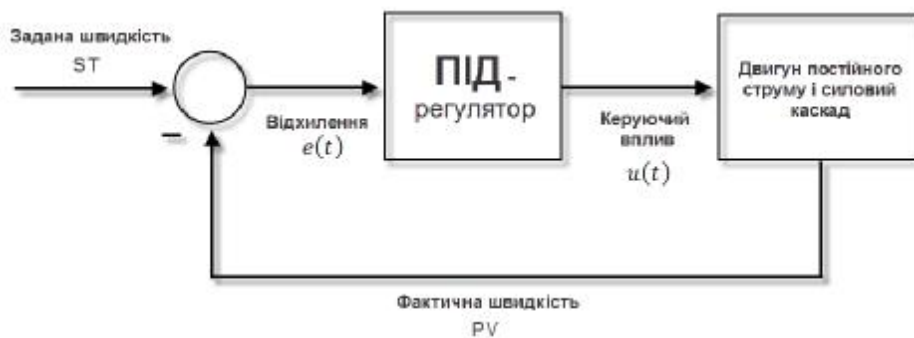 Задана швидкість
ST
Відхилення
e(t)
ПІД -
регулятор
Керуючий
вплив
u(t)
Двигун постійного
струму і силовий
каскад
–
Фактична швидкість
PV